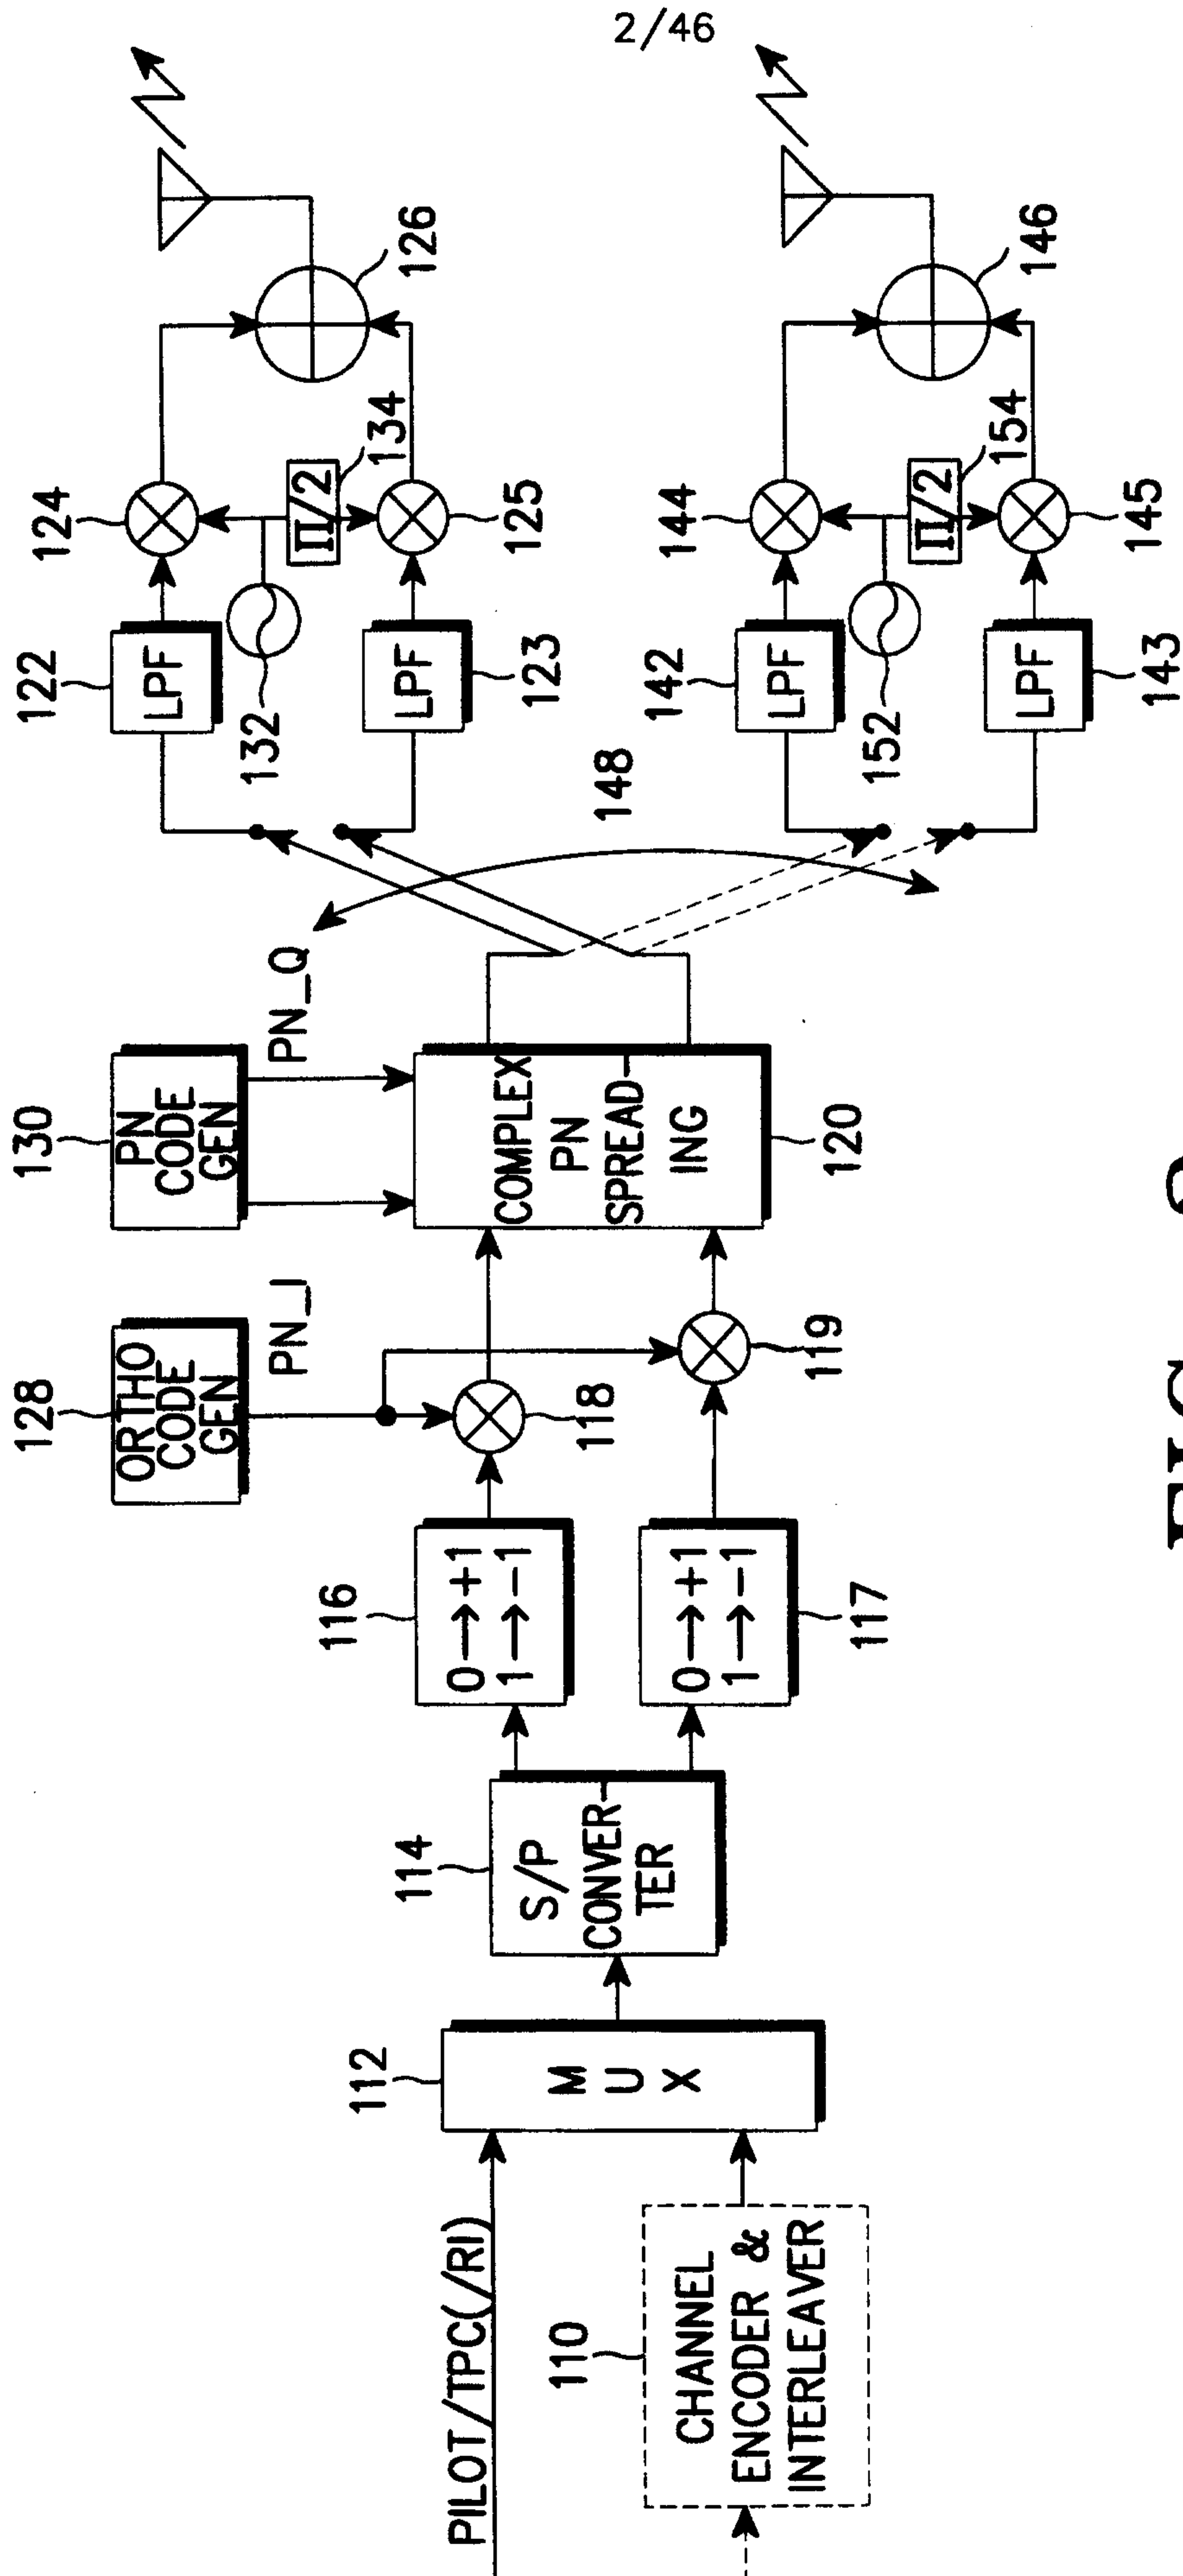 2/46
PILOT/TPC(/RI)
110
CHANNEL
ENCODER &
INTERLEAVER
112
M
U
X
114
S/P
CONVER-
TER
116
0→+1
1→-1
117
0→+1
1→-1
128
ORTHO
CODE
GEN
PN_I
118
119
130
PN
CODE
GEN
PN_Q
COMPLEX
PN
SPREAD-
ING
120
148
122
LPF
132
LPF
123
124
Π/2
134
125
126
142
LPF
152
LPF
143
144
Π/2
154
145
146